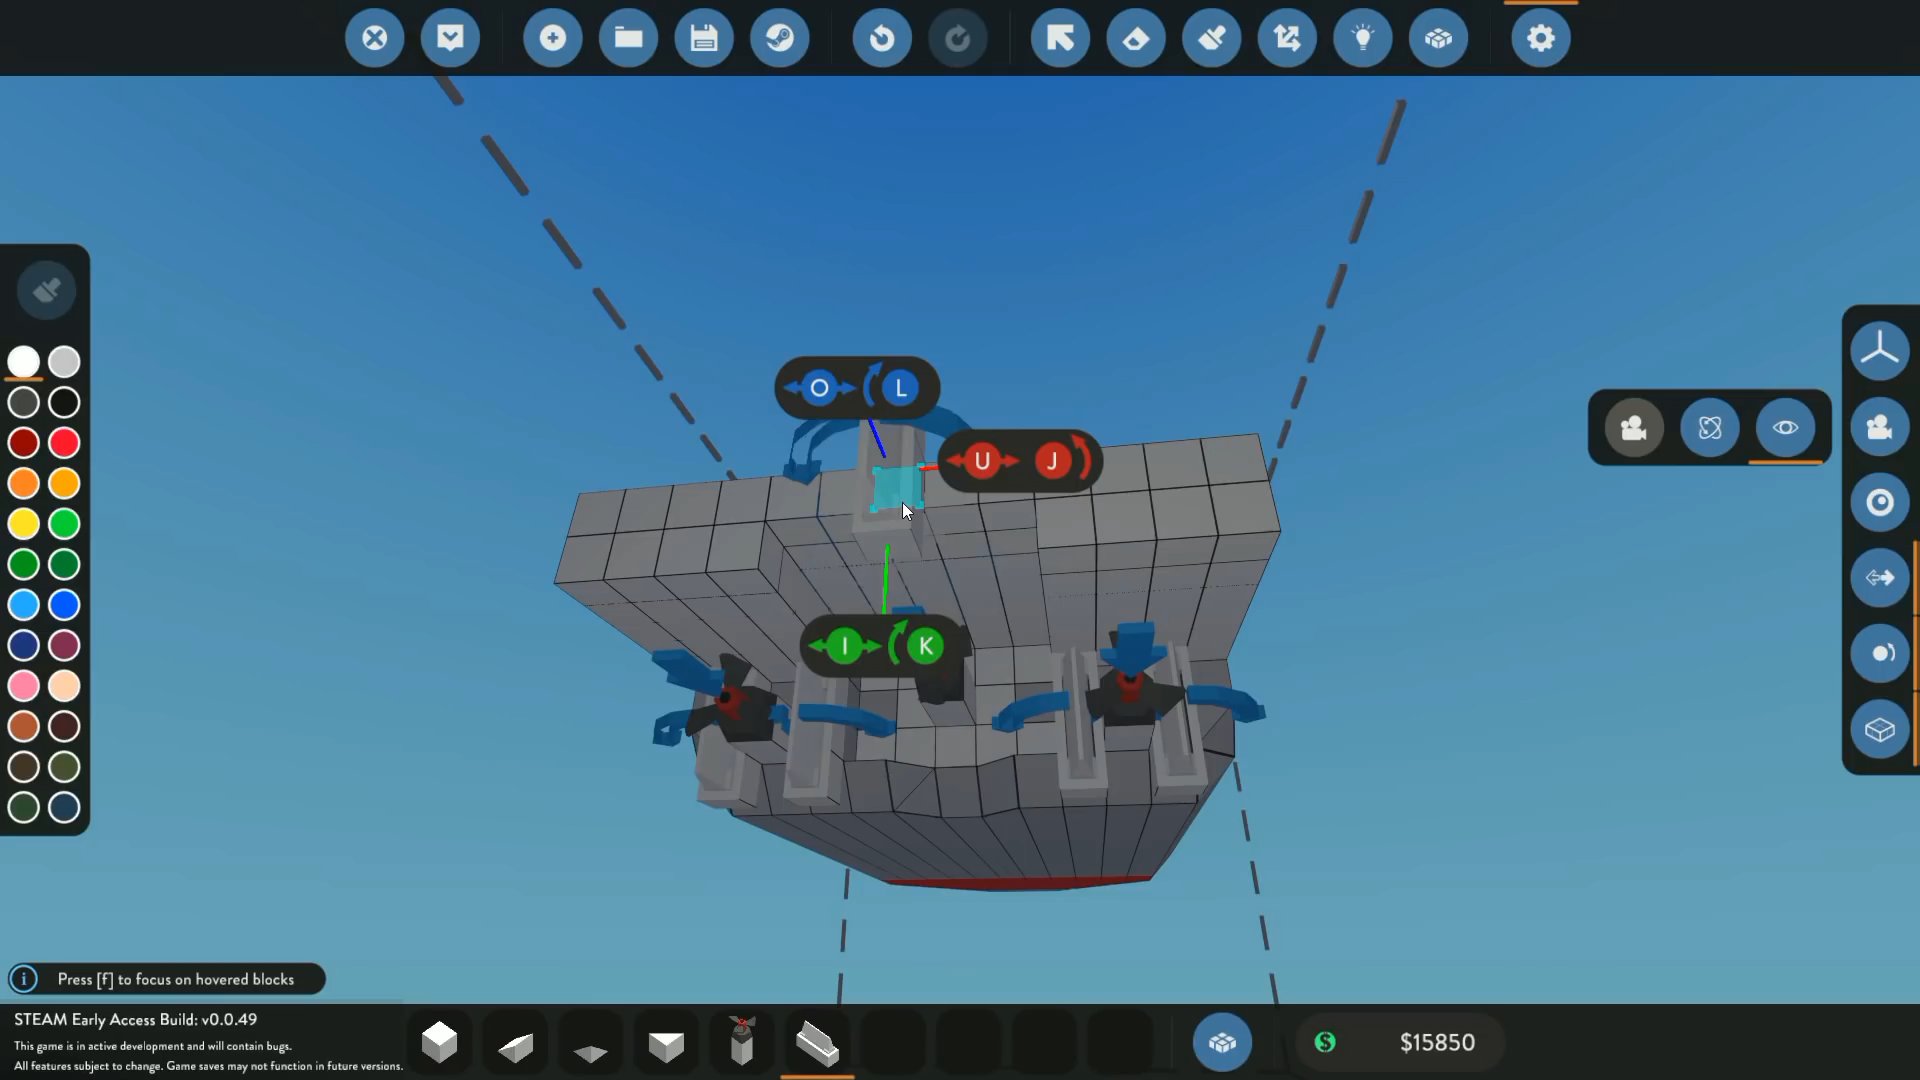 O L
U J
I K
Press [f] to focus on hovered blocks
STEAM Early Access Build: v0.0.49
This game is in active development and will contain bugs.
All features subject to change. Game saves may not function in future versions.
$15850